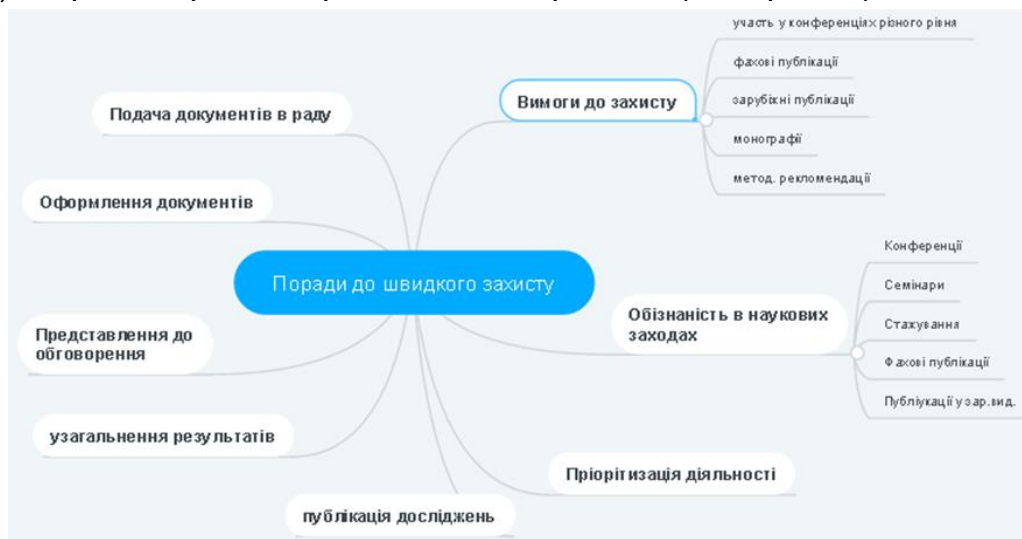 участь у конференціях різного рівня
фахові публікації
Вимоги до захисту
зарубіжні публікації
Подача документів в раду
монографії
метод. рекломендації
Оформлення документів
Конференції
Поради до швидкого захисту
Семінари
Обізнаність в наукових
заходах
Стажування
Представлення до
обговорення
Фахові публікації
Публіукації у зар.вид.
узагальнення результатів
Пріорітизація діяльності
публікація досліджень